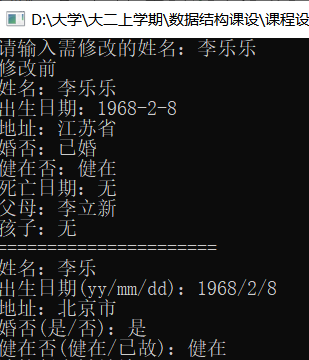 D:\大学\大二上学期\数据结构课设\课程设
请输入需修改的姓名：李乐乐
修改前
姓名：李乐乐
出生日期：1968-2-8
地址：江苏省
婚否：已婚
健在否：健在
死亡日期：无
父母：李立新
孩子：无
=======================
姓名：李乐
出生日期(yy/mm/dd)：1968/2/8
地址：北京市
婚否(是/否)：是
健在否(健在/已故)：健在